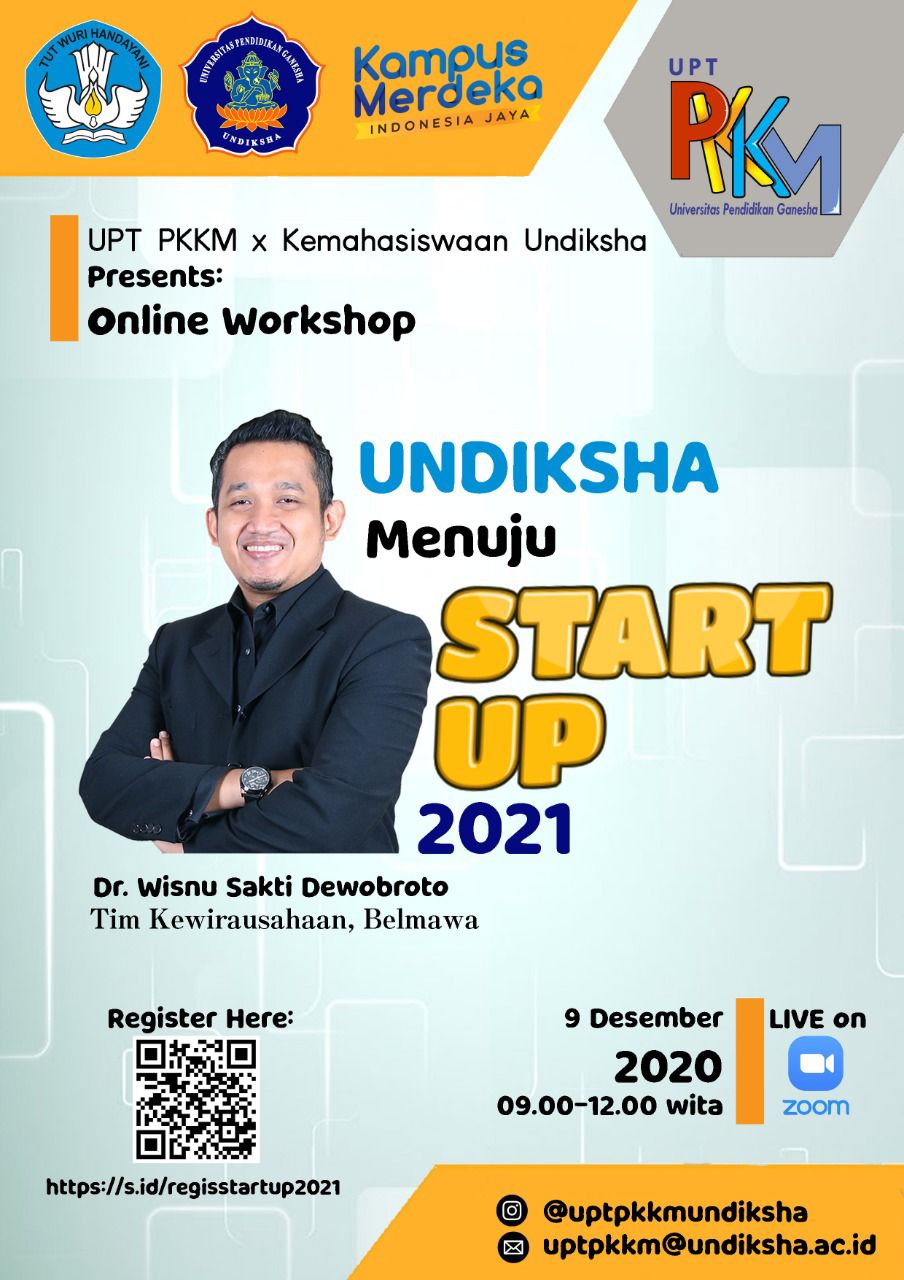 TUT WURI HANDAYANI
UNIVERSITAS PENDIDIKAN GANESHA
UNDIKSHA
Kampus
Merdeka
INDONESIA JAYA
UPT
PKKM
Universitas Pendidikan Ganesha
UPT PKKM x Kemahasiswaan Undiksha
Presents:
Online Workshop
UNDIKSHA
Menuju
START
UP
2021
Dr. Wisnu Sakti Dewobroto
Tim Kewirausahaan, Belmawa
Register Here:
https://s.id/regisstartup2021
9 Desember
2020
09.00-12.00 wita
LIVE on
zoom
@uptpkkmundiksha
uptpkkm@undiksha.ac.id